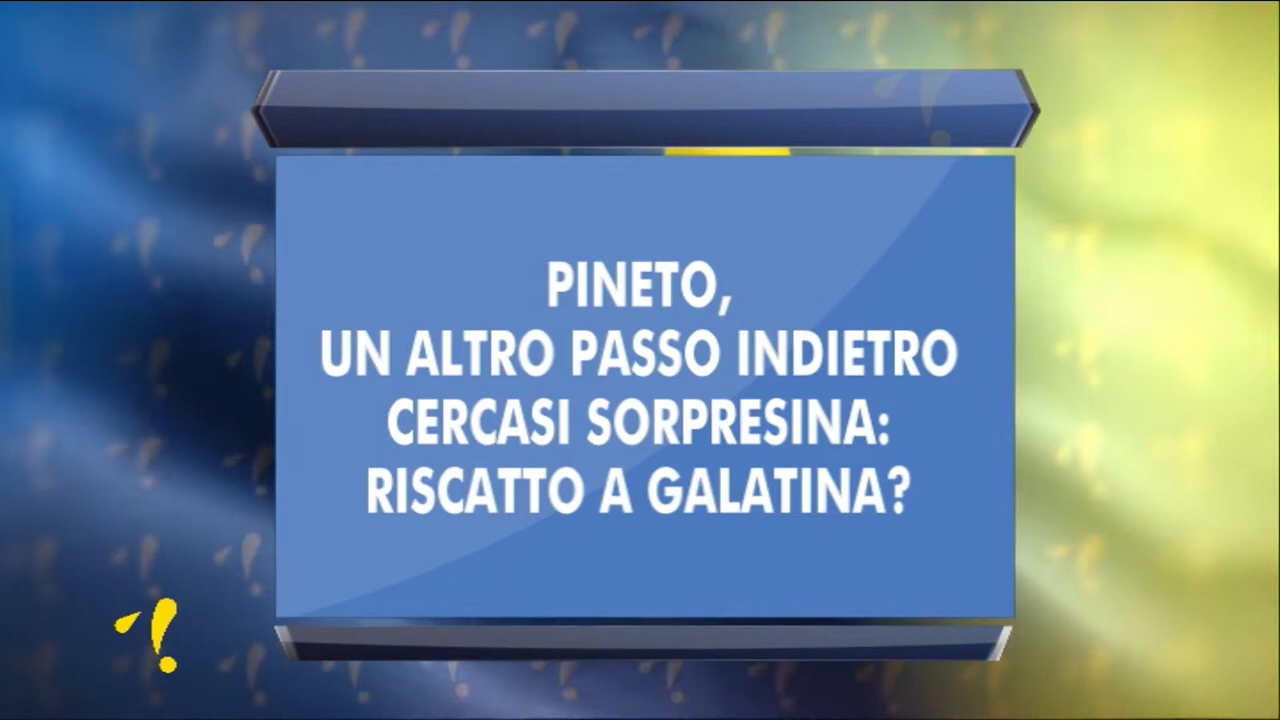 PINETO,
UN ALTRO PASSO INDIETRO
CERCASI SORPRESINA:
RISCATTO A GALATINA?